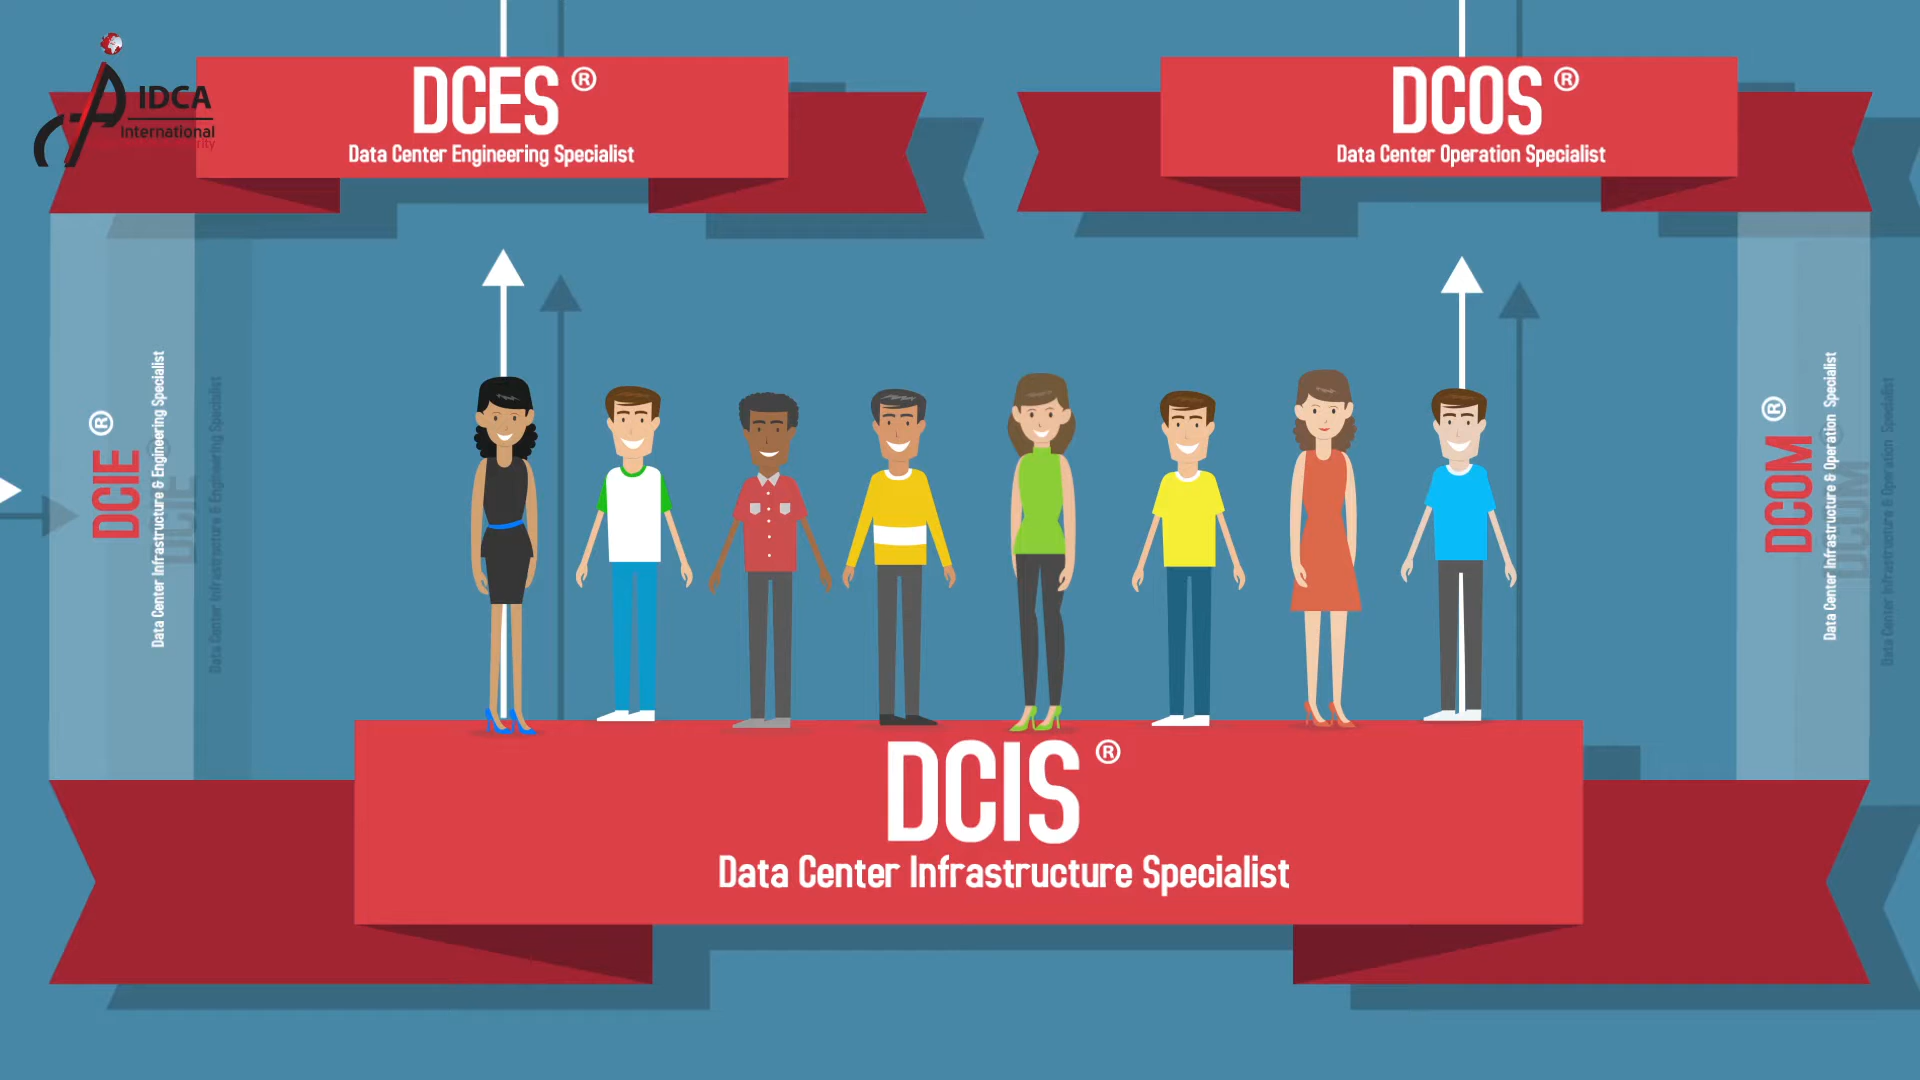 IDCA
International
DCES ®
Data Center Engineering Specialist
DCOS ®
Data Center Operation Specialist
DCIE ®
Data Center Infrastructure & Engineering Specialist
DCOM ®
Data Center Infrastructure & Operation Specialist
DCIS ®
Data Center Infrastructure Specialist